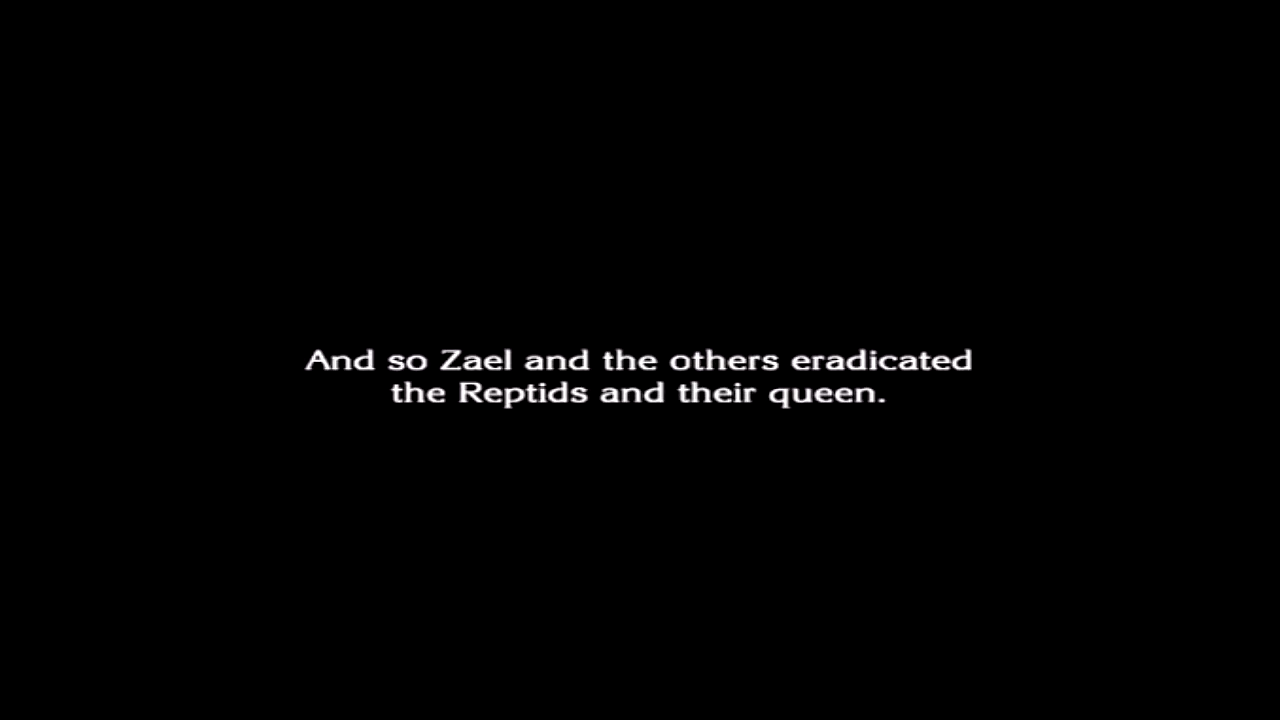 And so Zael and the others eradicated
the Reptids and their queen.